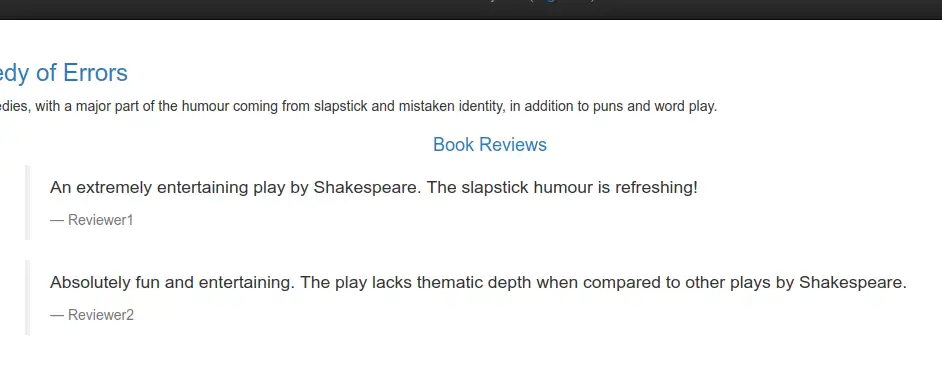 edy of Errors
edies, with a major part of the humour coming from slapstick and mistaken identity, in addition to puns and word play.
Book Reviews
An extremely entertaining play by Shakespeare. The slapstick humour is refreshing!
— Reviewer1
Absolutely fun and entertaining. The play lacks thematic depth when compared to other plays by Shakespeare.
— Reviewer2